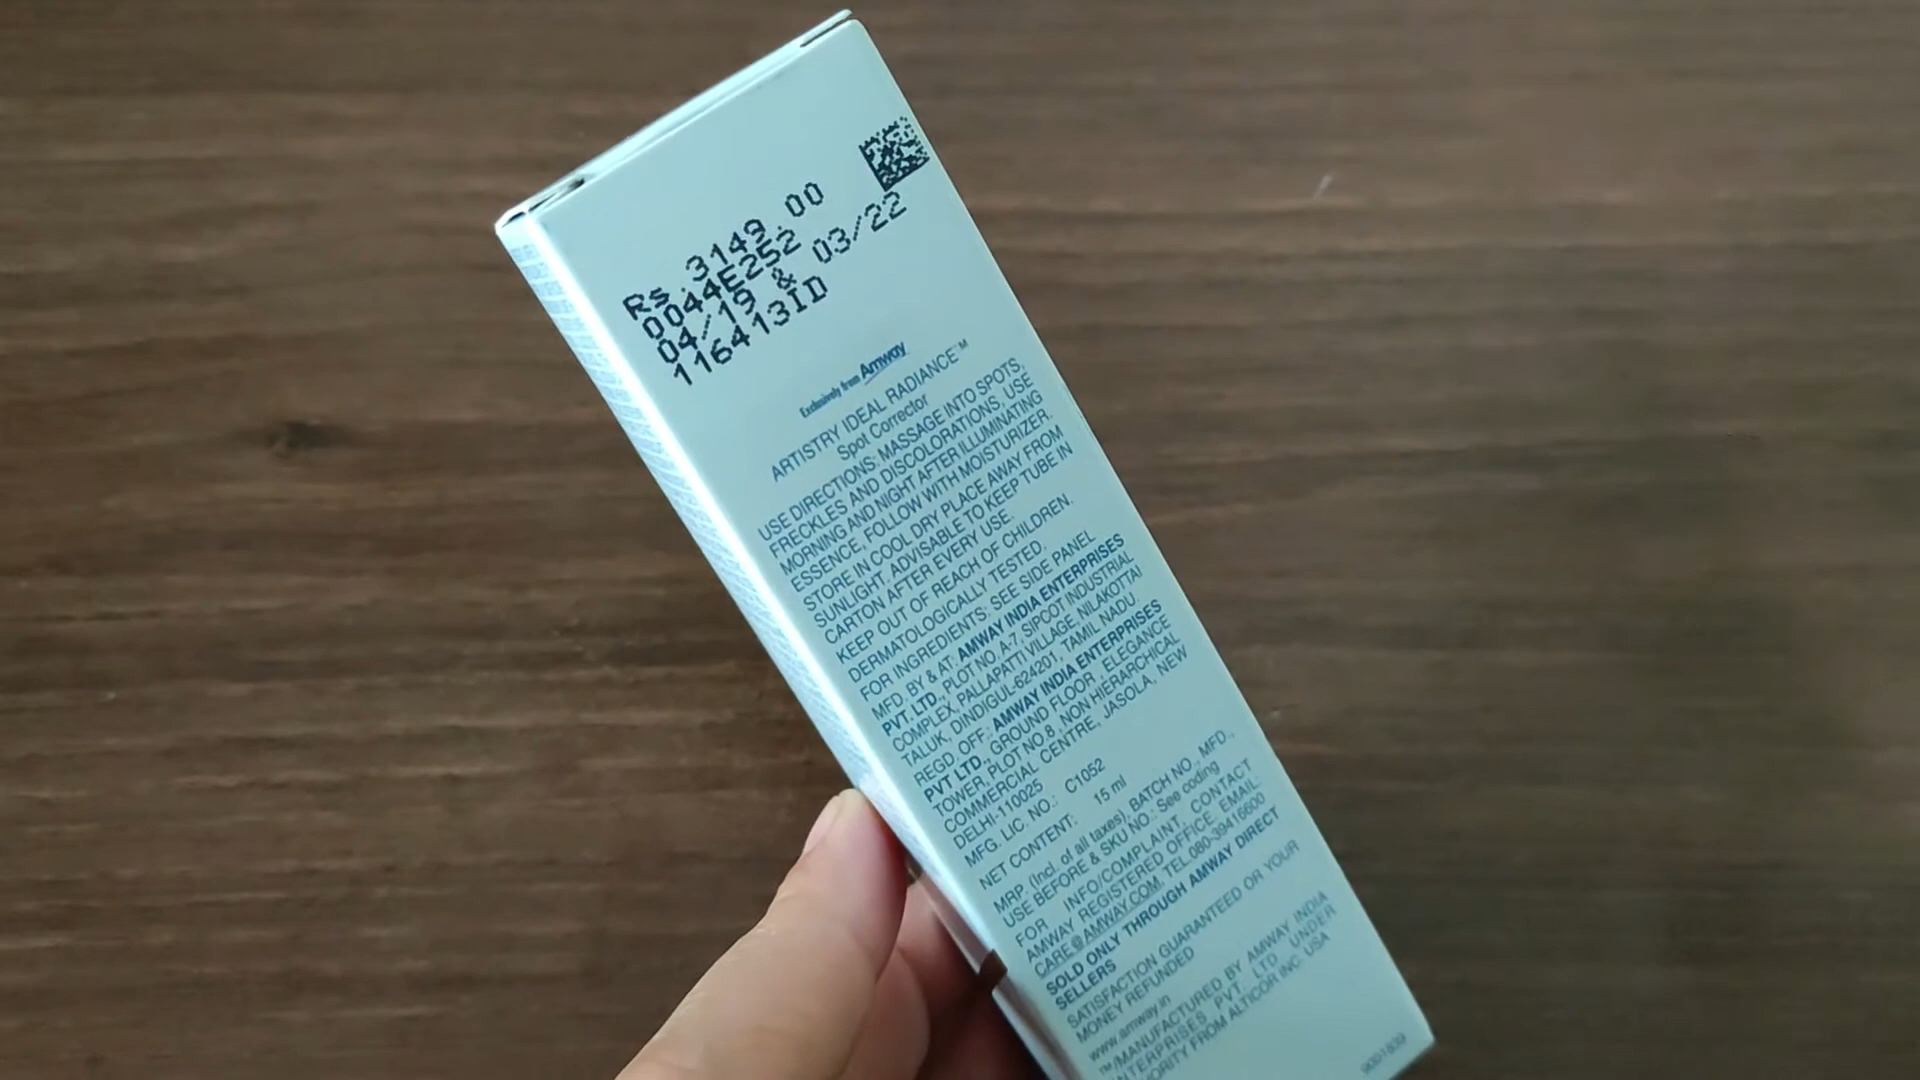 Rs.3149.00
0044E252
04/19 & 03/22
116413ID
Exclusively from Amway
ARTISTRY IDEAL RADIANCE™
Spot Corrector
USE DIRECTIONS: MASSAGE INTO SPOTS,
FRECKLES AND DISCOLORATIONS, USE
MORNING AND NIGHT AFTER ILLUMINATING
ESSENCE, FOLLOW WITH MOISTURIZER.
STORE IN COOL DRY PLACE AWAY FROM
SUNLIGHT. ADVISABLE TO KEEP TUBE IN
CARTON AFTER EVERY USE.
KEEP OUT OF REACH OF CHILDREN.
DERMATOLOGICALLY TESTED.
FOR INGREDIENTS: SEE SIDE PANEL
MFD. BY & AT: AMWAY INDIA ENTERPRISES
PVT. LTD., PLOT NO. A-7 SIPCOT INDUSTRIAL
COMPLEX, PALLAPATTI VILLAGE, NILAKOTTAI
TALUK, DINDIGUL-624201, TAMIL NADU
REGD. OFF.: AMWAY INDIA ENTERPRISES
PVT LTD., GROUND FLOOR, ELEGANCE
TOWER, PLOT NO.8, NON HIERARCHICAL
COMMERCIAL CENTRE, JASOLA, NEW
DELHI-110025
MFG. LIC. NO.: C1052
NET CONTENT: 15 ml
MRP. (Incl. of all taxes), BATCH NO., MFD.,
USE BEFORE & SKU NO.: See coding
FOR INFO/COMPLAINT, CONTACT
AMWAY REGISTERED OFFICE. EMAIL:
CARE@AMWAY.COM, TEL.080-39416600
SOLD ONLY THROUGH AMWAY DIRECT
SELLERS
SATISFACTION GUARANTEED OR YOUR
MONEY REFUNDED
www.amway.in
™/MANUFACTURED BY AMWAY INDIA
ENTERPRISES PVT. LTD UNDER
FROM ALTICOR INC. USA